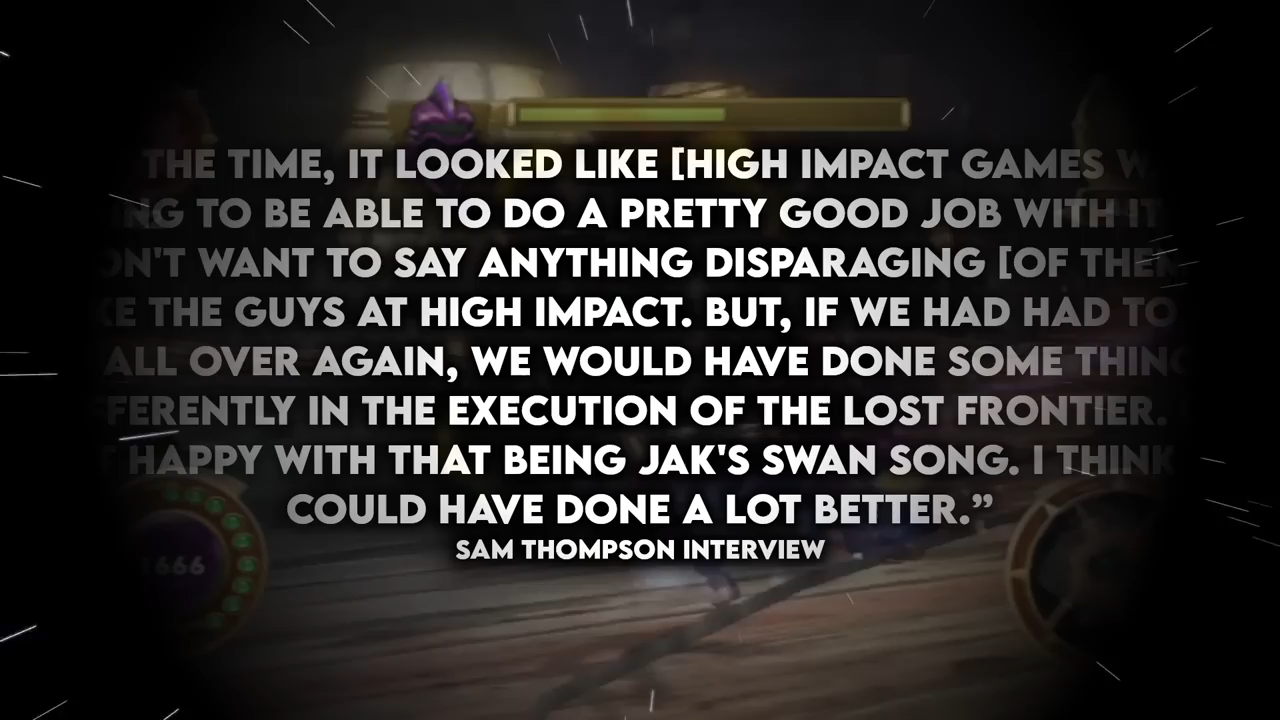 THE TIME, IT LOOKED LIKE [HIGH IMPACT GAMES
TO BE ABLE TO DO A PRETTY GOOD JOB WITH IT
WANT TO SAY ANYTHING DISPARAGING [OF
THE GUYS AT HIGH IMPACT. BUT, IF WE HAD HAD TO
ALL OVER AGAIN, WE WOULD HAVE DONE SOME
IN THE EXECUTION OF THE LOST FRONTIER.
HAPPY WITH THAT BEING JAK'S SWAN SONG. I THINK
COULD HAVE DONE A LOT BETTER.”
SAM THOMPSON INTERVIEW